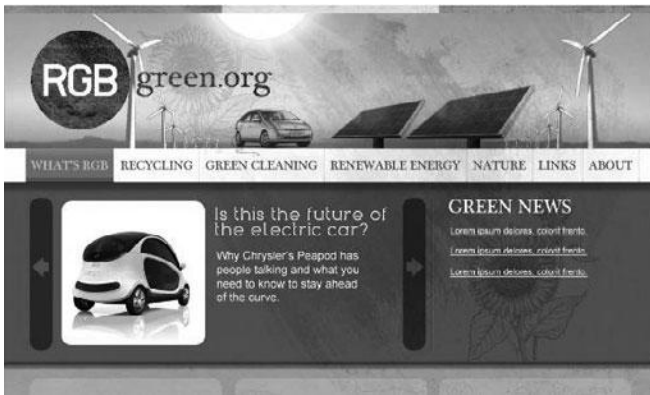 RGB green.org
WHAT'S RGB RECYCLING GREEN CLEANING RENEWABLE ENERGY NATURE LINKS ABOUT
Is this the future of
the electric car?
Why Chrysler's Peapod has
people talking and what you
need to know to stay ahead
of the curve.
GREEN NEWS
Lorem ipsum delores, colorit frento.
Lorem ipsum delores, colorit frento.
Lorem ipsum delores, colorit frento.